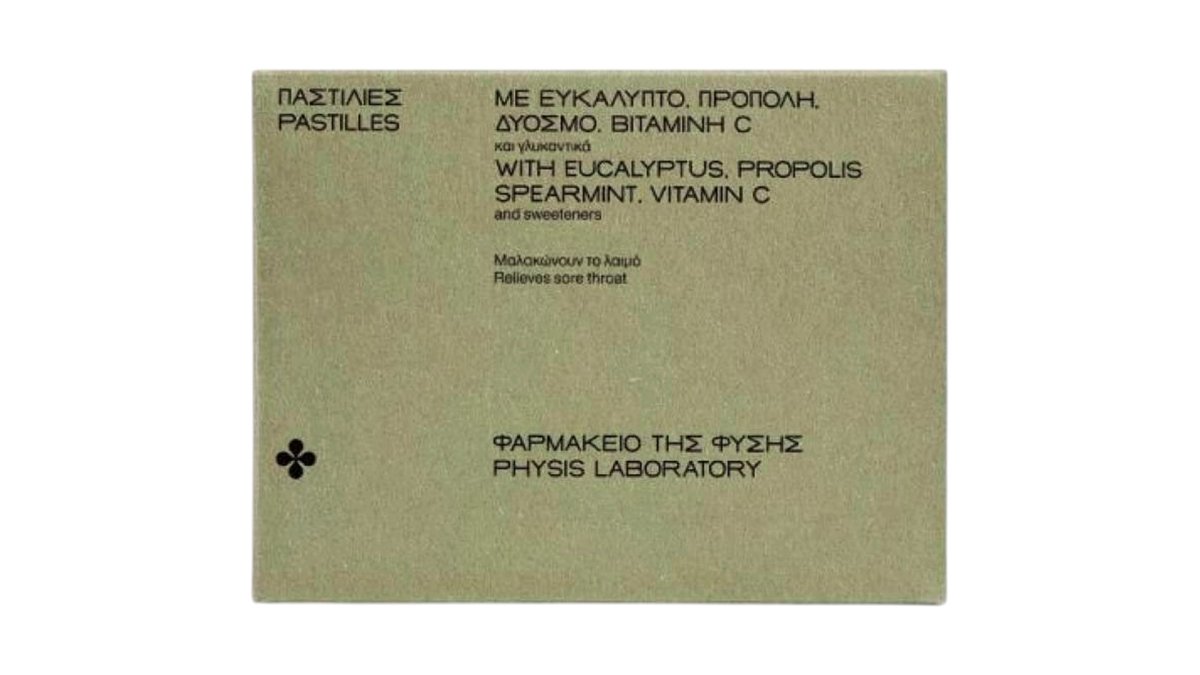 ΠΑΣΤΙΛΙΕΣ
PASTILLES
ΜΕ ΕΥΚΑΛΥΠΤΟ, ΠΡΟΠΟΛΗ,
ΔΥΟΣΜΟ, ΒΙΤΑΜΙΝΗ C
και γλυκαντικά
WITH EUCALYPTUS, PROPOLIS
SPEARMINT, VITAMIN C
and sweeteners
Μαλακώνουν το λαιμό
Relieves sore throat
ΦΑΡΜΑΚΕΙΟ ΤΗΣ ΦΥΣΗΣ
PHYSIS LABORATORY